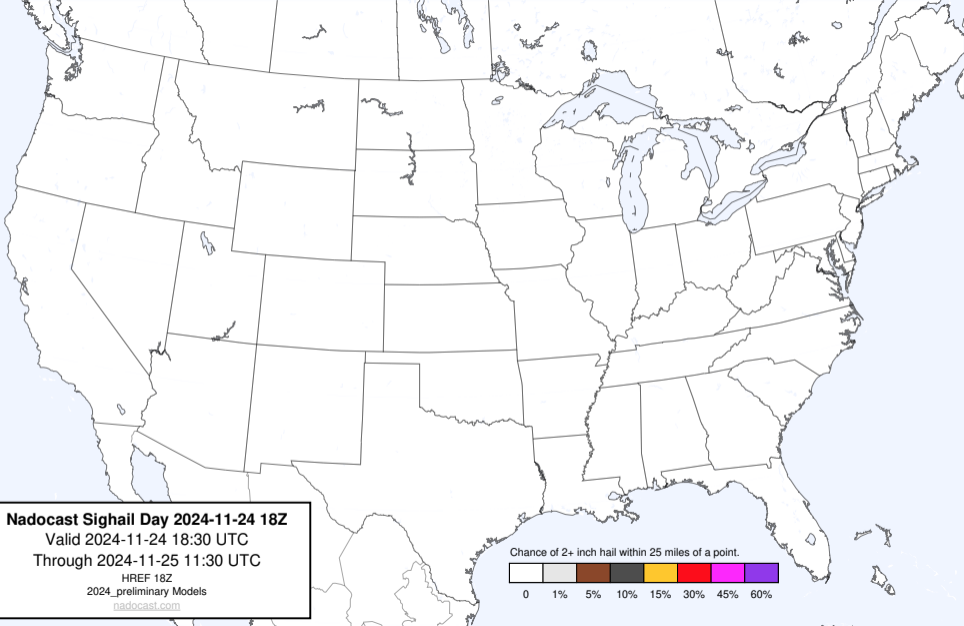 Nadocast Sighail Day 2024-11-24 18Z
Valid 2024-11-24 18:30 UTC
Through 2024-11-25 11:30 UTC
HREF 18Z
2024_preliminary Models
nadocast.com
Chance of 2+ inch hail within 25 miles of a point.
0 1% 5% 10% 15% 30% 45% 60%